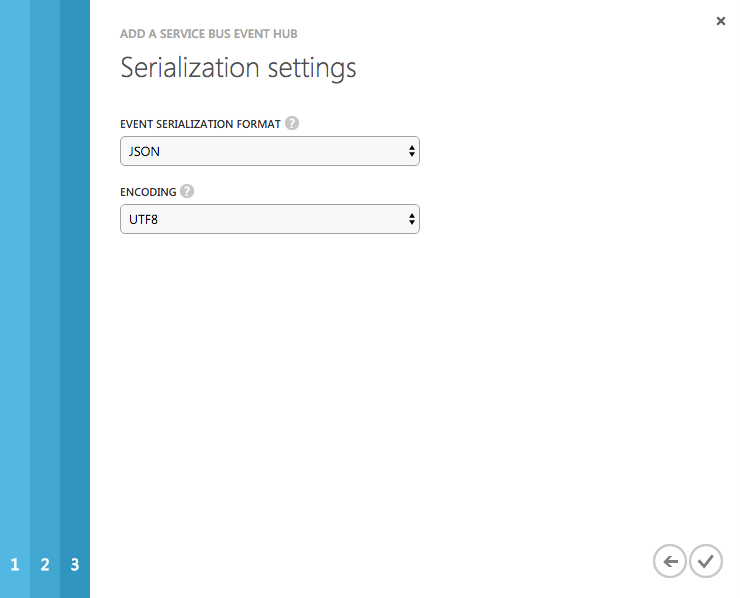 ADD A SERVICE BUS EVENT HUB
Serialization settings
EVENT SERIALIZATION FORMAT ?
JSON
ENCODING ?
UTF8
1 2 3